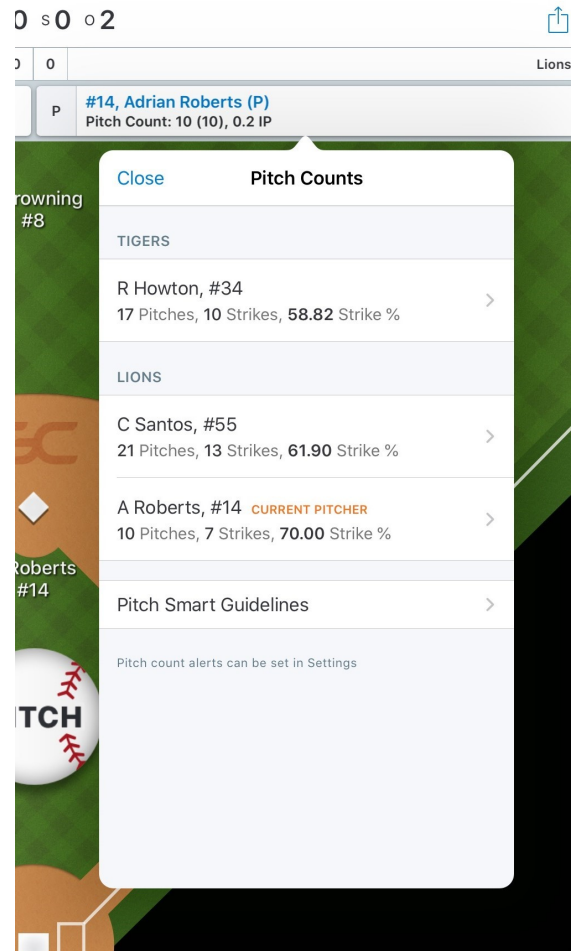 0 S 0 O 2
0 Lions
P #14, Adrian Roberts (P)
Pitch Count: 10 (10), 0.2 IP
Close Pitch Counts
rowning
#8
TIGERS
R Howton, #34
17 Pitches, 10 Strikes, 58.82 Strike %
LIONS
C Santos, #55
21 Pitches, 13 Strikes, 61.90 Strike %
A Roberts, #14 CURRENT PITCHER
10 Pitches, 7 Strikes, 70.00 Strike %
Roberts
#14
Pitch Smart Guidelines
Pitch count alerts can be set in Settings
ITCH